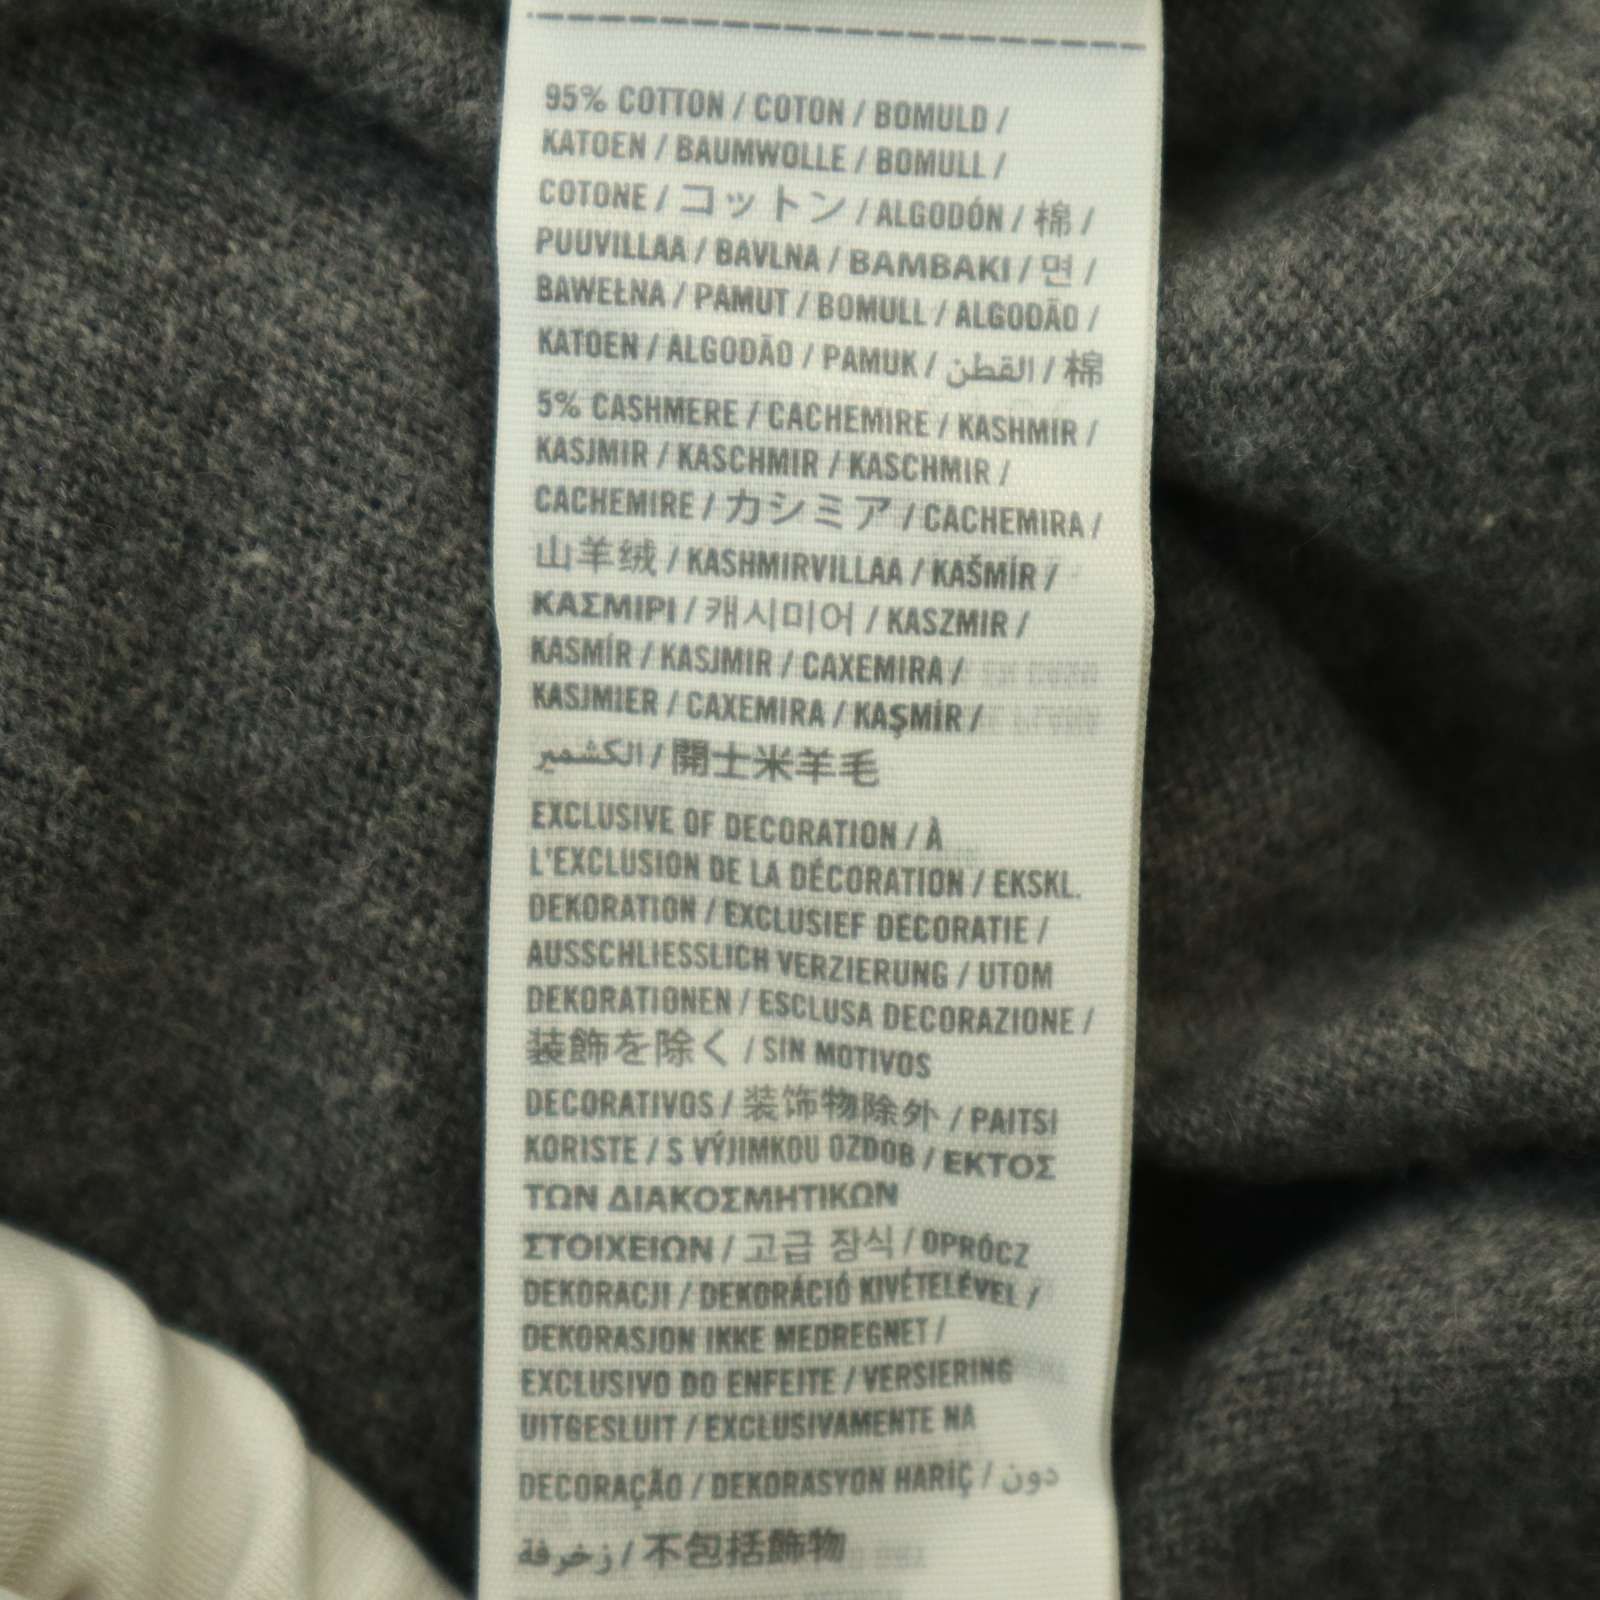 95% COTTON / COTON / BOMULD /
KATOEN / BAUMWOLLE / BOMULL /
COTONE / コットン / ALGODÓN / 棉 /
PUUVILLAA / BAVLNA / BAMBAKI / 면 /
BAWEŁNA / PAMUT / BOMULL / ALGODÃO /
KATOEN / ALGODÃO / PAMUK / القطن / 棉
5% CASHMERE / CACHEMIRE / KASHMIR /
KASJMIR / KASCHMIR / KASCHMIR /
CACHEMIRE / カシミア / CACHEMIRA /
山羊绒 / KASHMIRVILLAA / KAŠMÍR /
ΚΑΣΜΙΡΙ / 캐시미어 / KASZMIR /
KASMÍR / KASJMIR / CAXEMIRA /
KASJMIER / CAXEMIRA / KAŞMİR /
الكشمير / 開士米羊毛
EXCLUSIVE OF DECORATION / À
L'EXCLUSION DE LA DÉCORATION / EKSKL.
DEKORATION / EXCLUSIEF DECORATIE /
AUSSCHLIESSLICH VERZIERUNG / UTOM
DEKORATIONEN / ESCLUSA DECORAZIONE /
装飾を除く / SIN MOTIVOS
DECORATIVOS / 装饰物除外 / PAITSI
KORISTE / S VÝJIMKOU OZDOB / ΕΚΤΟΣ
ΤΩΝ ΔΙΑΚΟΣΜΗΤΙΚΩΝ
ΣΤΟΙΧΕΙΩΝ / 고급 장식 / OPRÓCZ
DEKORACJI / DEKORÁCIÓ KIVÉTELÉVEL /
DEKORASJON IKKE MEDREGNET /
EXCLUSIVO DO ENFEITE / VERSIERING
UITGESLUIT / EXCLUSIVAMENTE NA
DECORAÇÃO / DEKORASYON HARİÇ / دون
زخرفة / 不包括飾物